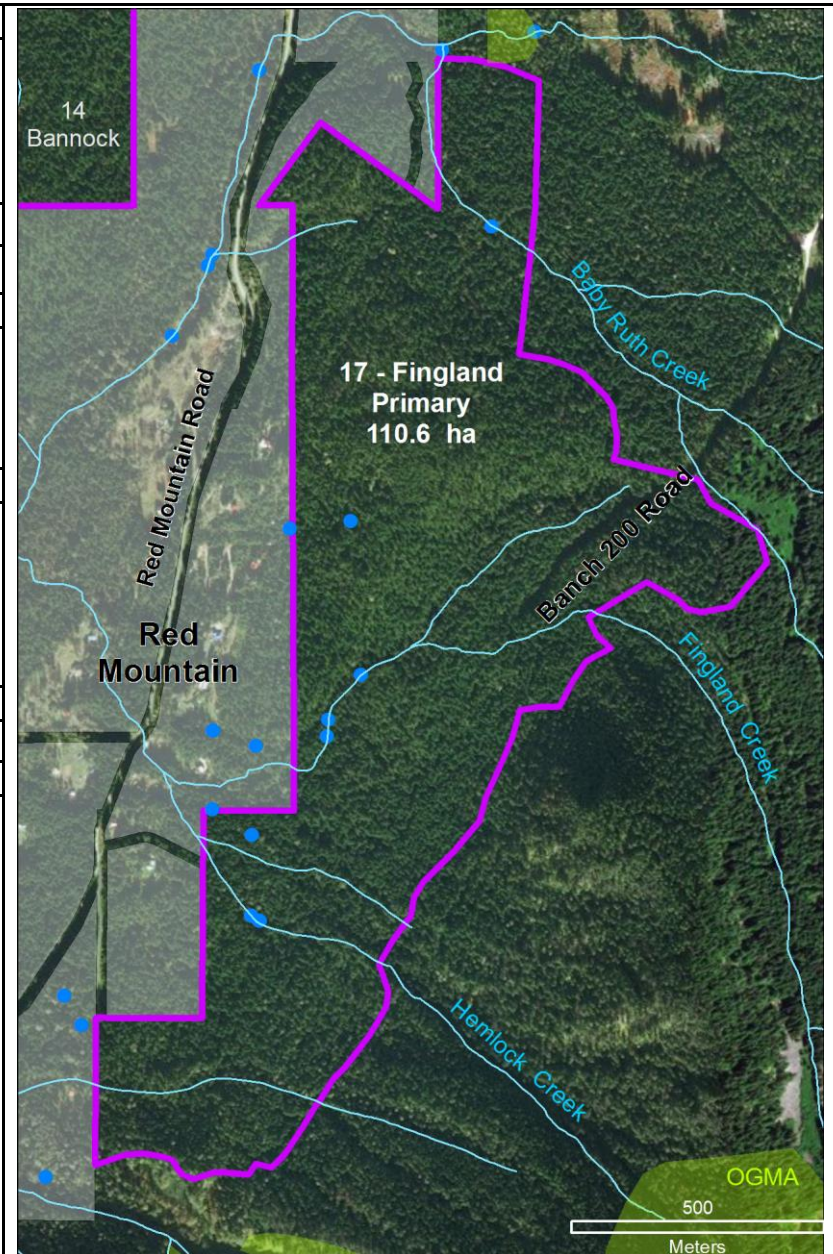 14
Bannock
17 - Fingland
Primary
110.6 ha
Baby Ruth Creek
Red Mountain Road
Banch 200 Road
Red
Mountain
Fingland Creek
Hemlock Creek
OGMA
500
Meters